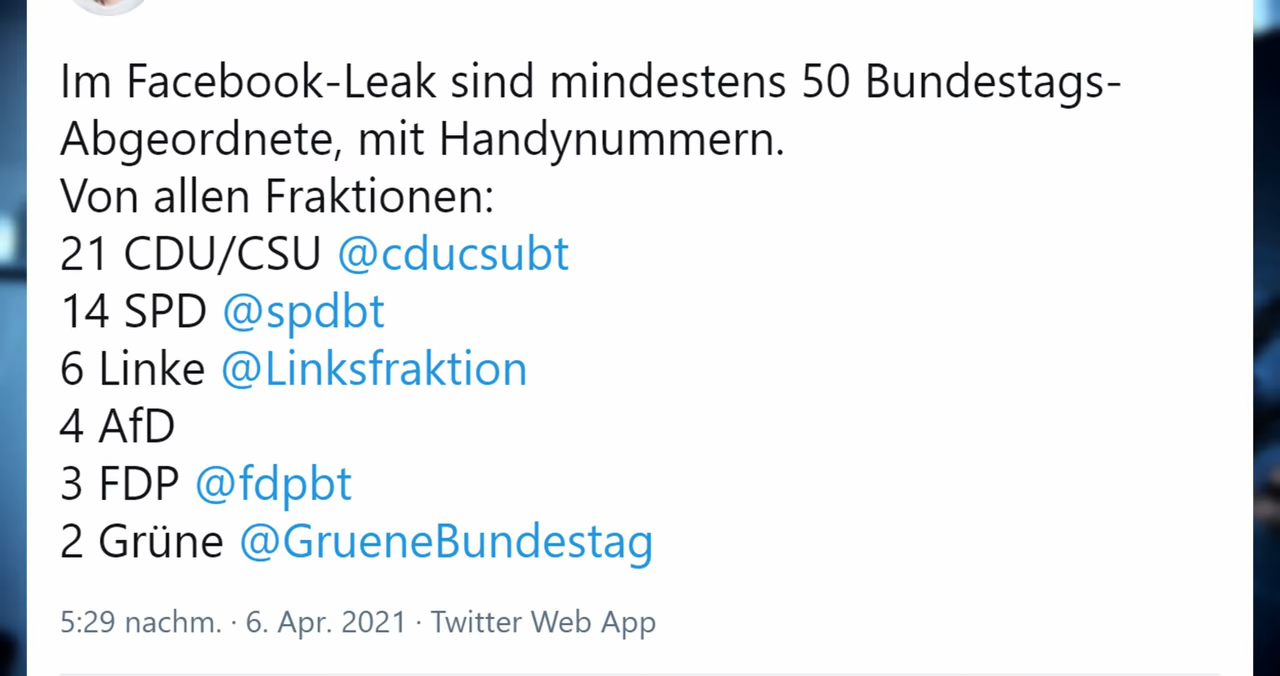 Im Facebook-Leak sind mindestens 50 Bundestags-
Abgeordnete, mit Handynummern.
Von allen Fraktionen:
21 CDU/CSU @cducsubt
14 SPD @spdbt
6 Linke @Linksfraktion
4 AfD
3 FDP @fdpbt
2 Grüne @GrueneBundestag
5:29 nachm. · 6. Apr. 2021 · Twitter Web App